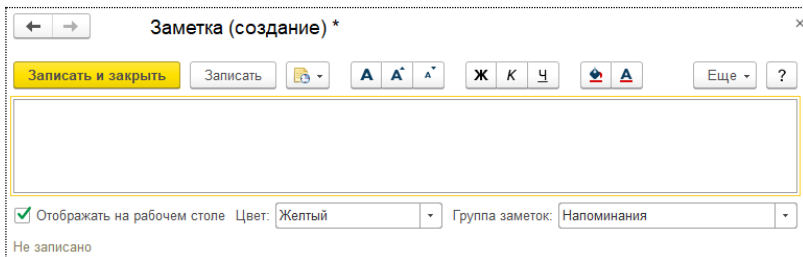 Заметка (создание) *
Записать и закрыть Записать А А А Ж К Ч А Еще ?
Отображать на рабочем столе Цвет: Желтый Группа заметок: Напоминания
Не записано